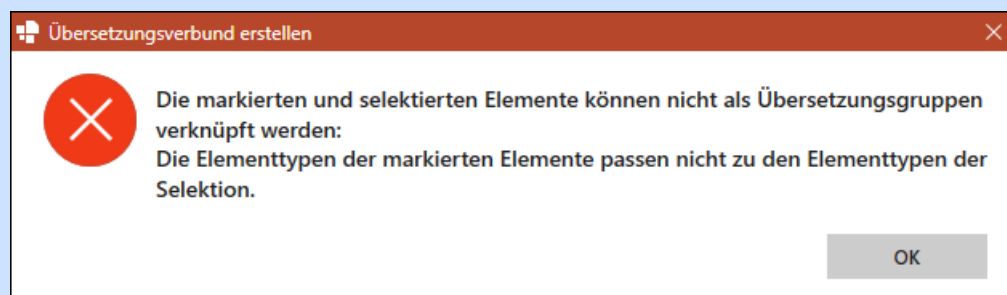 Übersetzungsverbund erstellen
Die markierten und selektierten Elemente können nicht als Übersetzungsgruppen
verknüpft werden:
Die Elementtypen der markierten Elemente passen nicht zu den Elementtypen der
Selektion.
OK